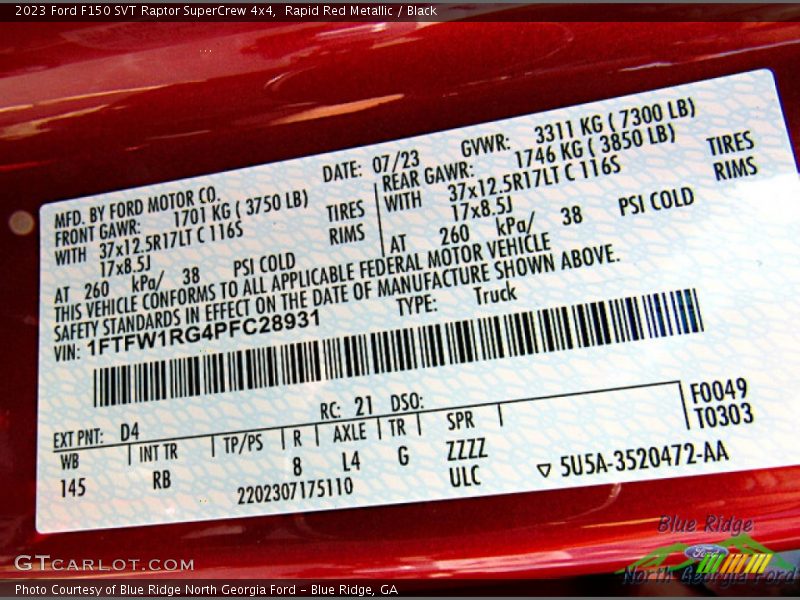 2023 Ford F150 SVT Raptor SuperCrew 4x4, Rapid Red Metallic / Black
MFD. BY FORD MOTOR CO. DATE: 07/23 GVWR: 3311 KG ( 7300 LB)
FRONT GAWR: 1701 KG ( 3750 LB) REAR GAWR: 1746 KG ( 3850 LB)
WITH 37x12.5R17LT C 116S TIRES WITH 37x12.5R17LT C 116S TIRES
17x8.5J RIMS 17x8.5J RIMS
AT 260 kPa/ 38 PSI COLD AT 260 kPa/ 38 PSI COLD
THIS VEHICLE CONFORMS TO ALL APPLICABLE FEDERAL MOTOR VEHICLE
SAFETY STANDARDS IN EFFECT ON THE DATE OF MANUFACTURE SHOWN ABOVE.
VIN: 1FTFW1RG4PFC28931 TYPE: Truck
EXT PNT: D4 RC: 21 DSO: F0049
WB INT TR TP/PS R AXLE TR SPR T0303
145 RB 8 L4 G ZZZZ
2202307175110 ULC ▽ 5U5A-3520472-AA
Blue Ridge
Ford
North Georgia Ford
GTCARLOT.COM
Photo Courtesy of Blue Ridge North Georgia Ford - Blue Ridge, GA